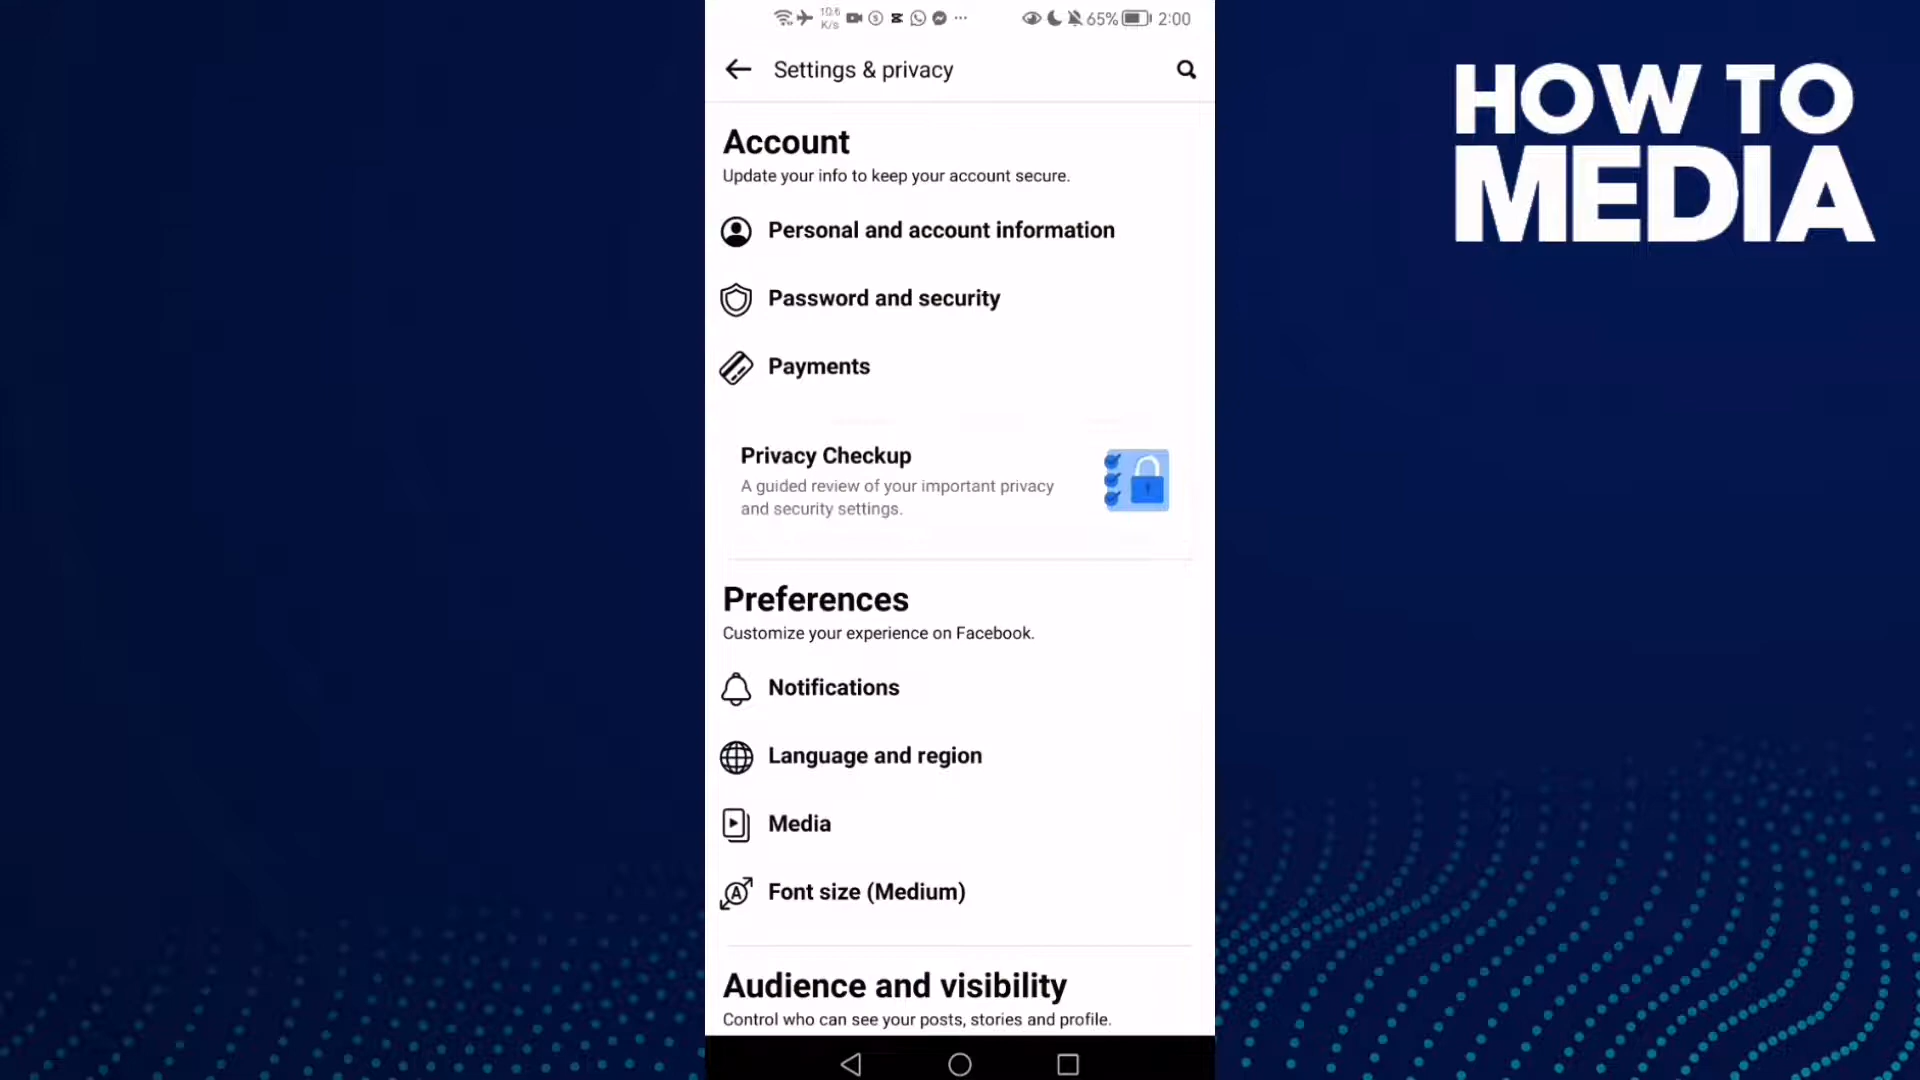 10.6
K/s
65% 2:00
Settings & privacy
HOW TO
MEDIA
Account
Update your info to keep your account secure.
Personal and account information
Password and security
Payments
Privacy Checkup
A guided review of your important privacy
and security settings.
Preferences
Customize your experience on Facebook.
Notifications
Language and region
Media
Font size (Medium)
Audience and visibility
Control who can see your posts, stories and profile.